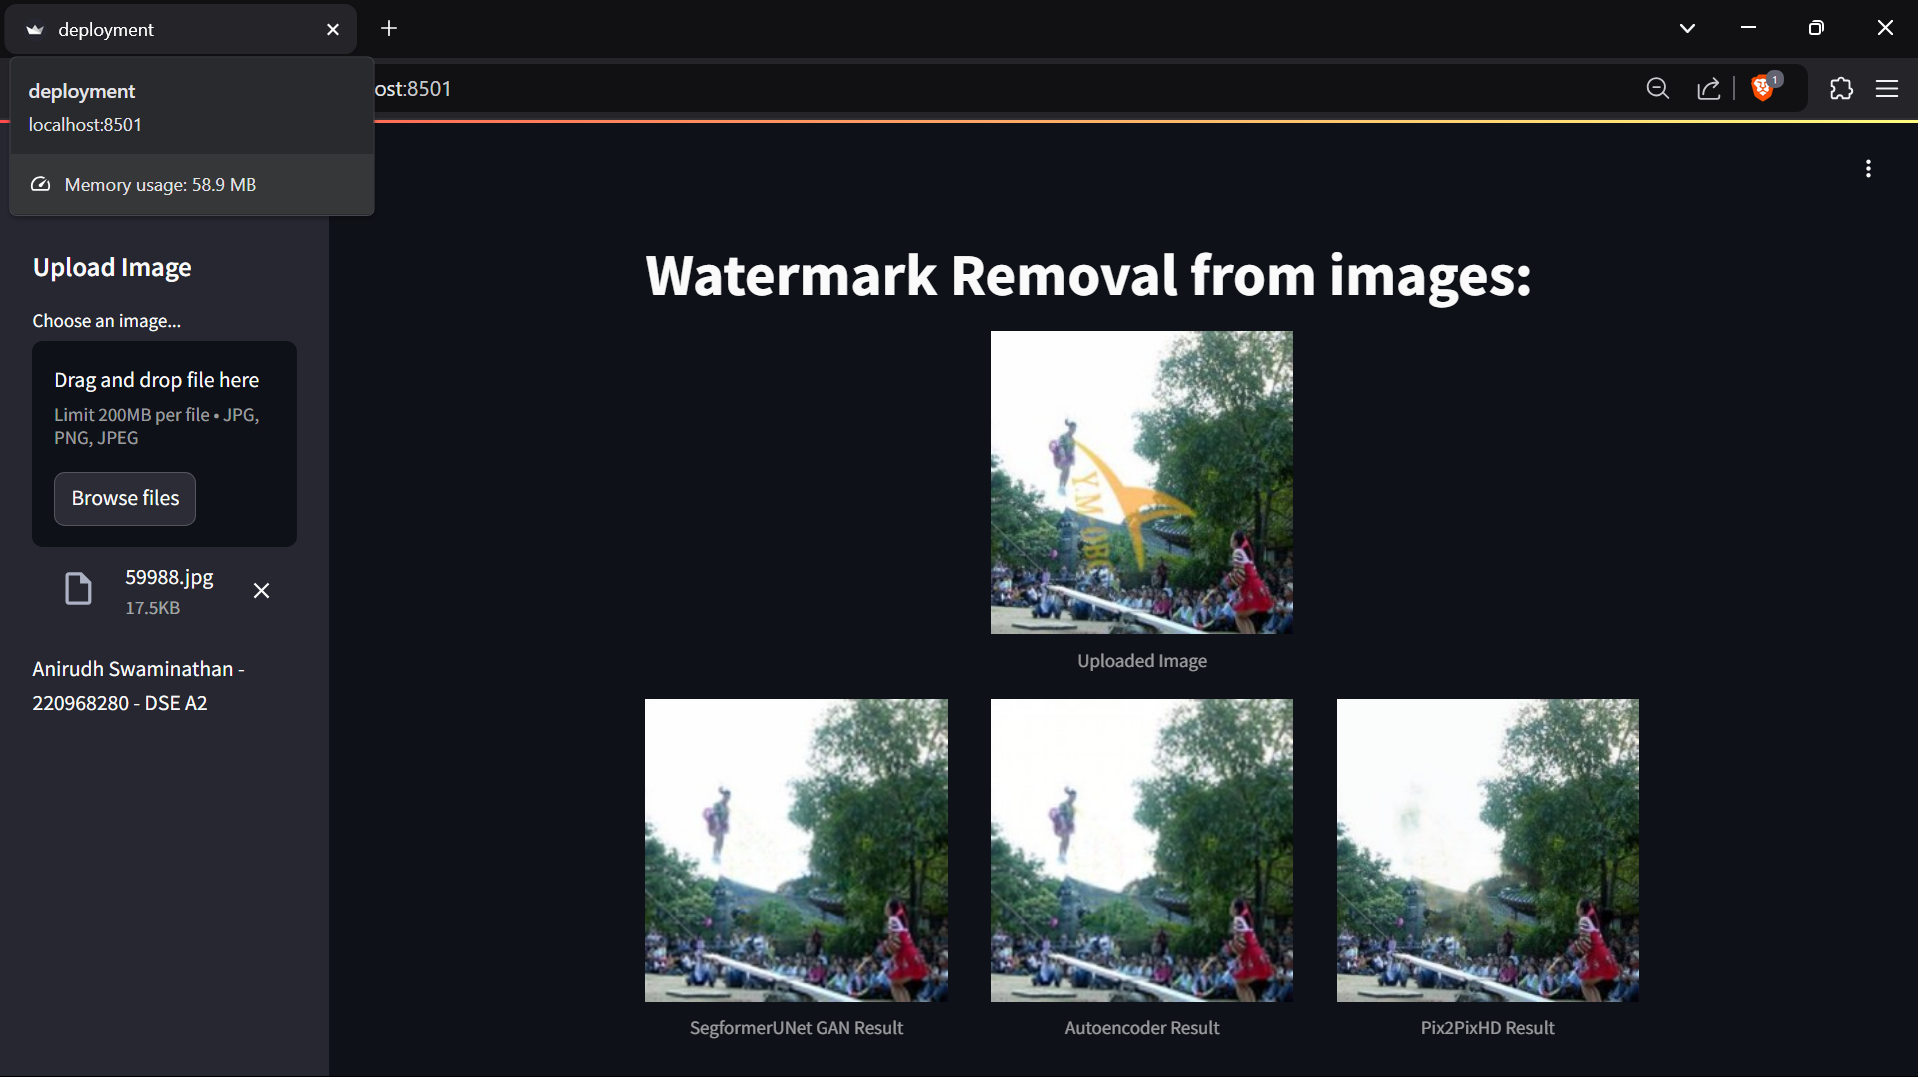 deployment
deployment
localhost:8501
Memory usage: 58.9 MB
ost:8501
1
Upload Image
Choose an image...
Drag and drop file here
Limit 200MB per file • JPG,
PNG, JPEG
Browse files
59988.jpg
17.5KB
Anirudh Swaminathan -
220968280 - DSE A2
Watermark Removal from images:
Y.M
Uploaded Image
SegformerUNet GAN Result
Autoencoder Result
Pix2PixHD Result